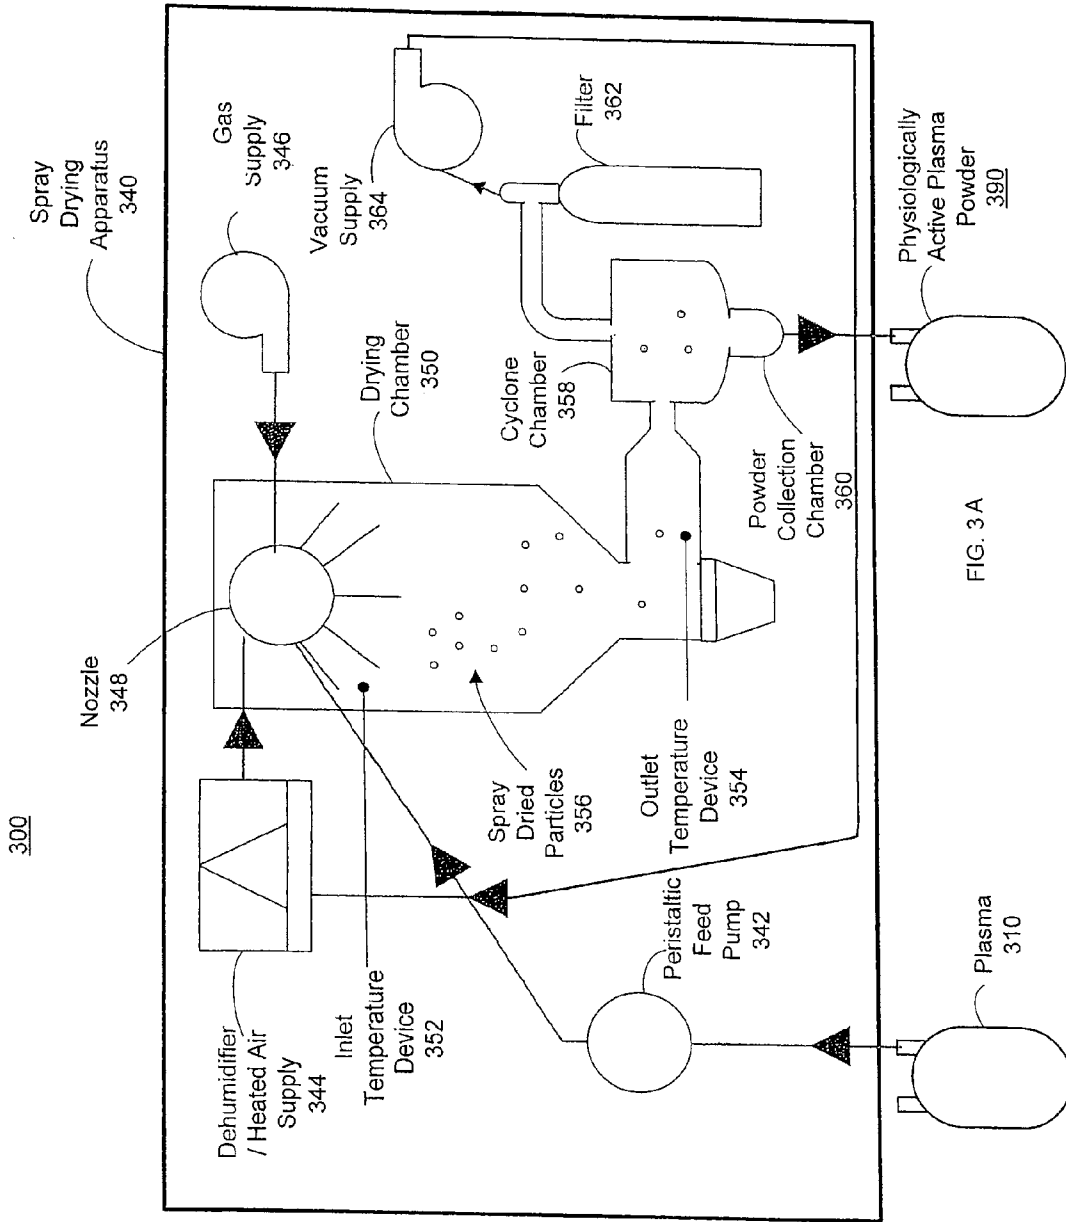 300
Spray
Drying
Apparatus
340
Gas
Supply
346
Nozzle
348
Vacuum
Supply
364
Dehumidifier
/ Heated Air
Supply
344
Drying
Chamber
350
Inlet
Temperature
Device
352
Cyclone
Chamber
358
Filter
362
Spray
Dried
Particles
356
Outlet
Temperature
Device
354
Powder
Collection
Chamber
360
Peristaltic
Feed
Pump
342
Plasma
310
Physiologically
Active Plasma
Powder
390
FIG. 3 A